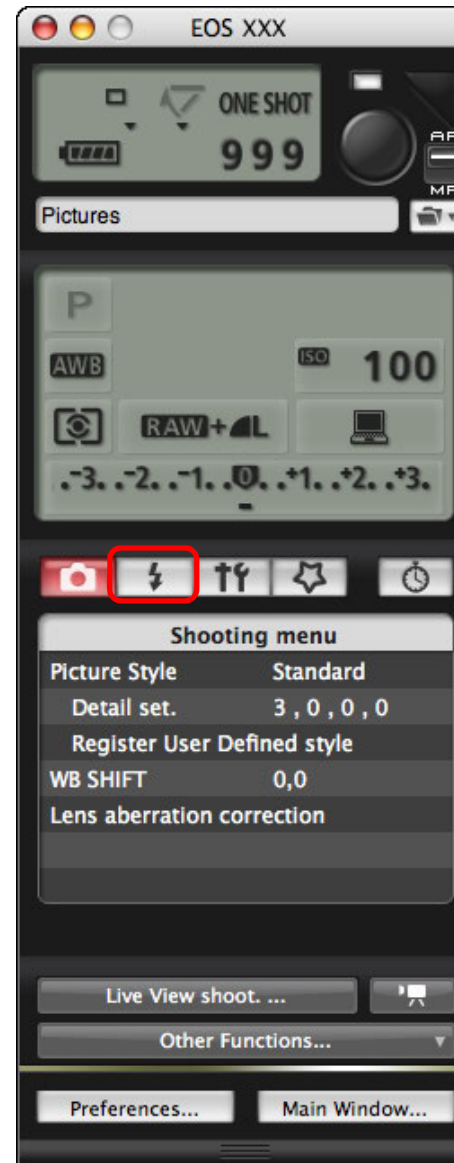 EOS XXX
ONE SHOT
999
AF
MF
Pictures
P
AWB
ISO 100
RAW+L
.-3. .-2. .-1. .0. .+1. .+2. .+3.
Shooting menu
Picture Style Standard
Detail set. 3 , 0 , 0 , 0
Register User Defined style
WB SHIFT 0,0
Lens aberration correction
Live View shoot. ...
Other Functions...
Preferences... Main Window...